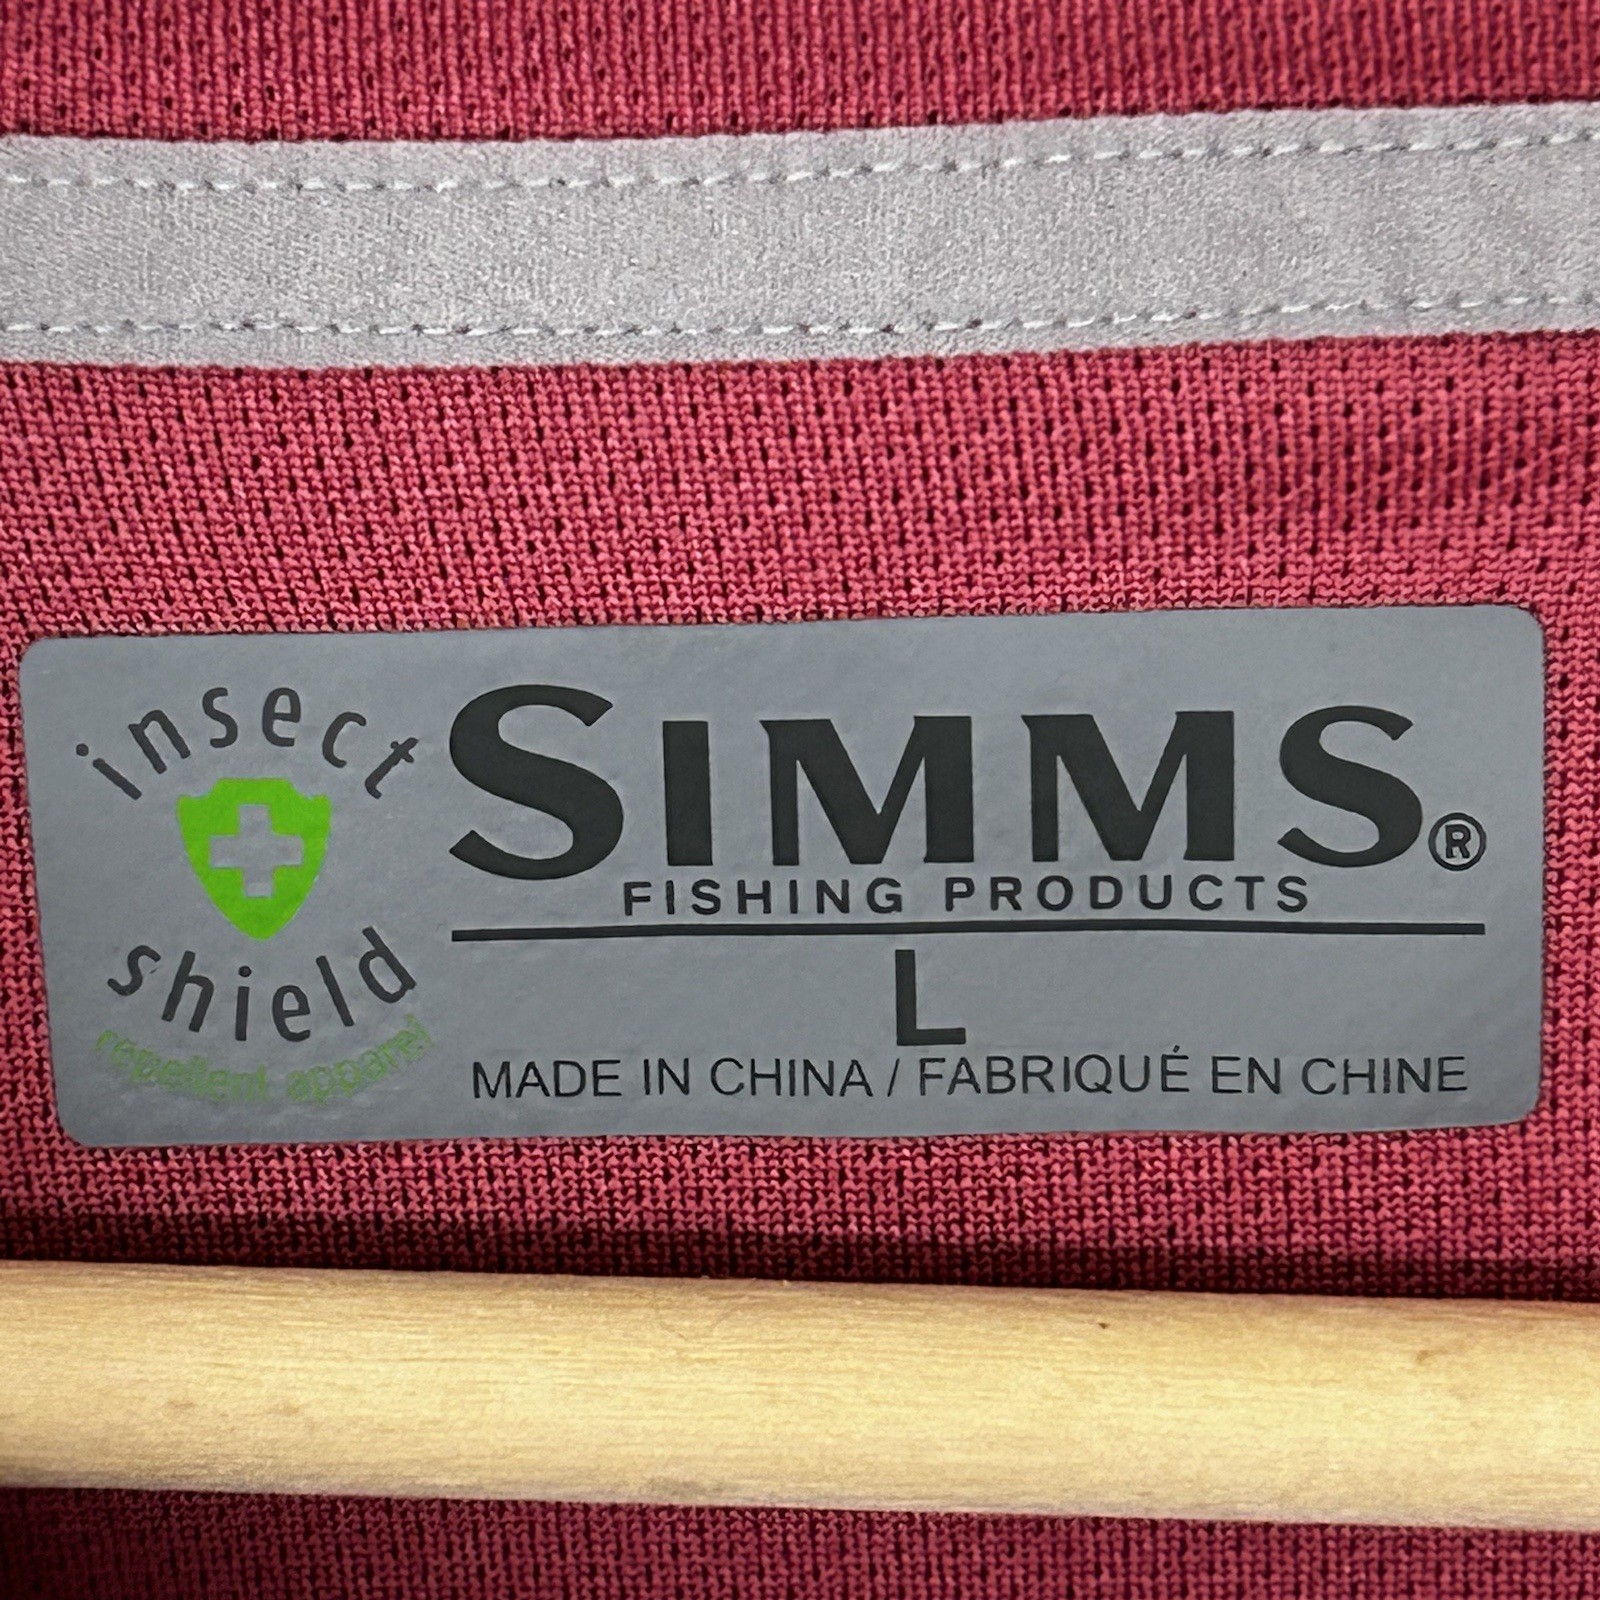 insect
shield
repellent apparel
SIMMS®
FISHING PRODUCTS
L
MADE IN CHINA / FABRIQUÉ EN CHINE